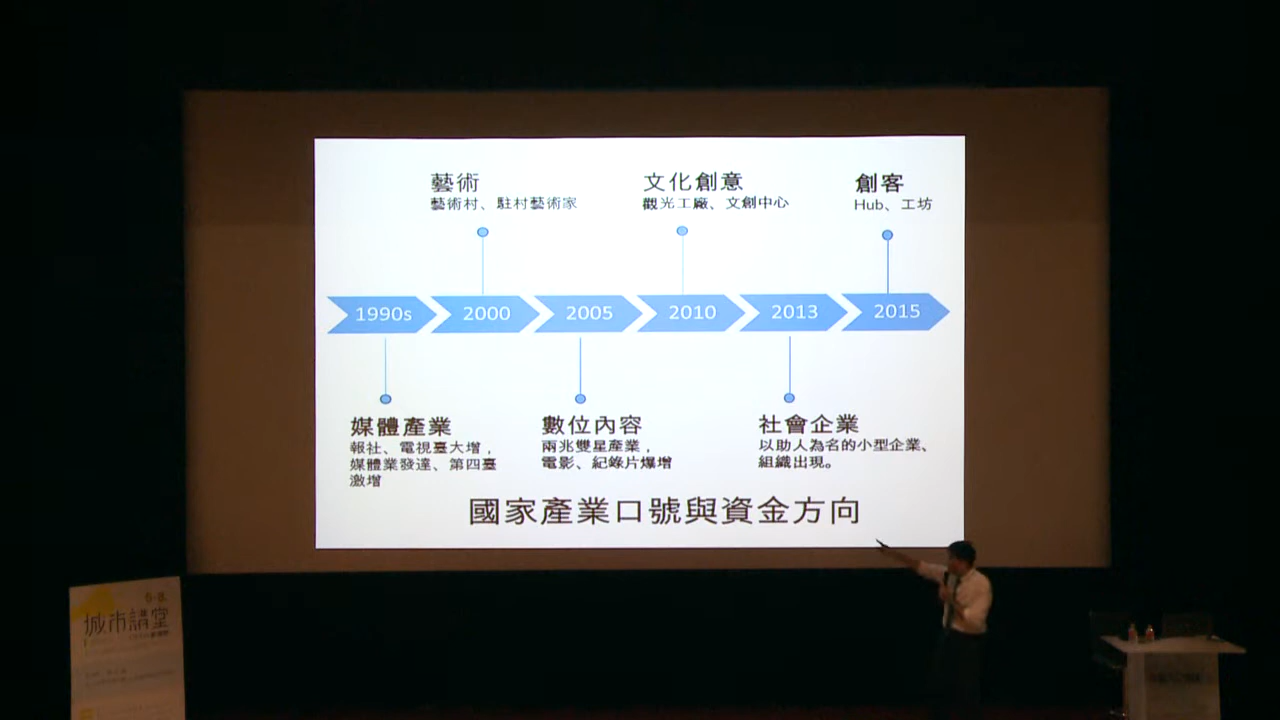 藝術
藝術村、駐村藝術家
文化創意
觀光工廠、文創中心
創客
Hub、工坊
1990s
2000
2005
2010
2013
2015
媒體產業
報社、電視臺大增，
媒體業發達、第四臺
激增
數位內容
兩兆雙星產業，
電影、紀錄片爆增
社會企業
以助人為名的小型企業、
組織出現。
國家產業口號與資金方向
6-8.
城市講堂